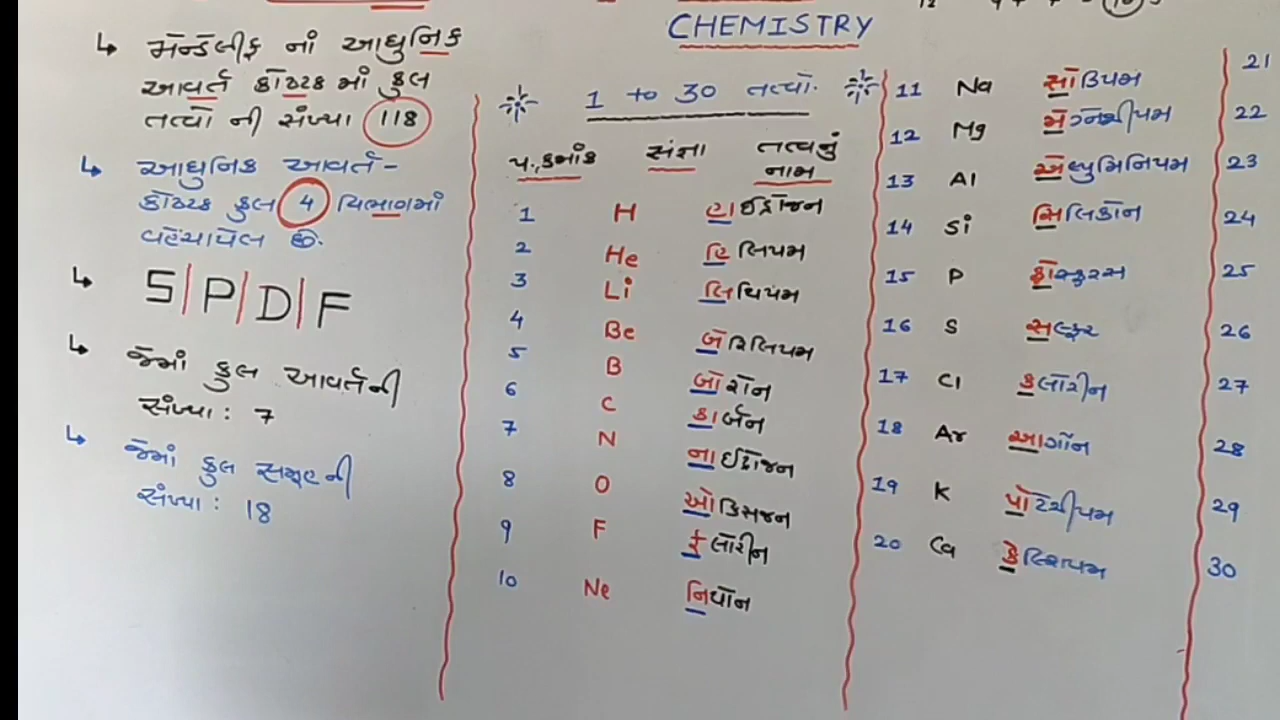 CHEMISTRY
↳ મેન્ડેલીફ નાં આધુનિક
આવર્ત કોષ્ટક માં કુલ
તત્વો ની સંખ્યા 118
↳ આધુનિક આવર્ત-
કોષ્ટક કુલ 4 વિભાગમાં
વહેંચાયેલ છે.
↳ S|P|D|F
↳ જેમાં કુલ આવર્તની
સંખ્યા : 7
↳ જેમાં કુલ સમૂહ ની
સંખ્યા : 18
1 to 30 તત્વો.
પ.ક્રમાંક સંજ્ઞા તત્વનું
નામ
1 H હાઈડ્રોજન
2 He હિલિયમ
3 Li લિથિયમ
4 Be બેરિલિયમ
5 B બોરોન
6 C કાર્બન
7 N નાઈટ્રોજન
8 O ઓક્સિજન
9 F ફ્લોરીન
10 Ne નિયોન
11 Na સોડિયમ
12 Mg મેગ્નેશીયમ
13 Al એલ્યુમિનિયમ
14 Si સિલિકોન
15 P ફોસ્ફરસ
16 S સલ્ફર
17 Cl ક્લોરીન
18 Ar આર્ગોન
19 K પોટેશીયમ
20 Ca કેલ્શિયમ
21
22
23
24
25
26
27
28
29
30